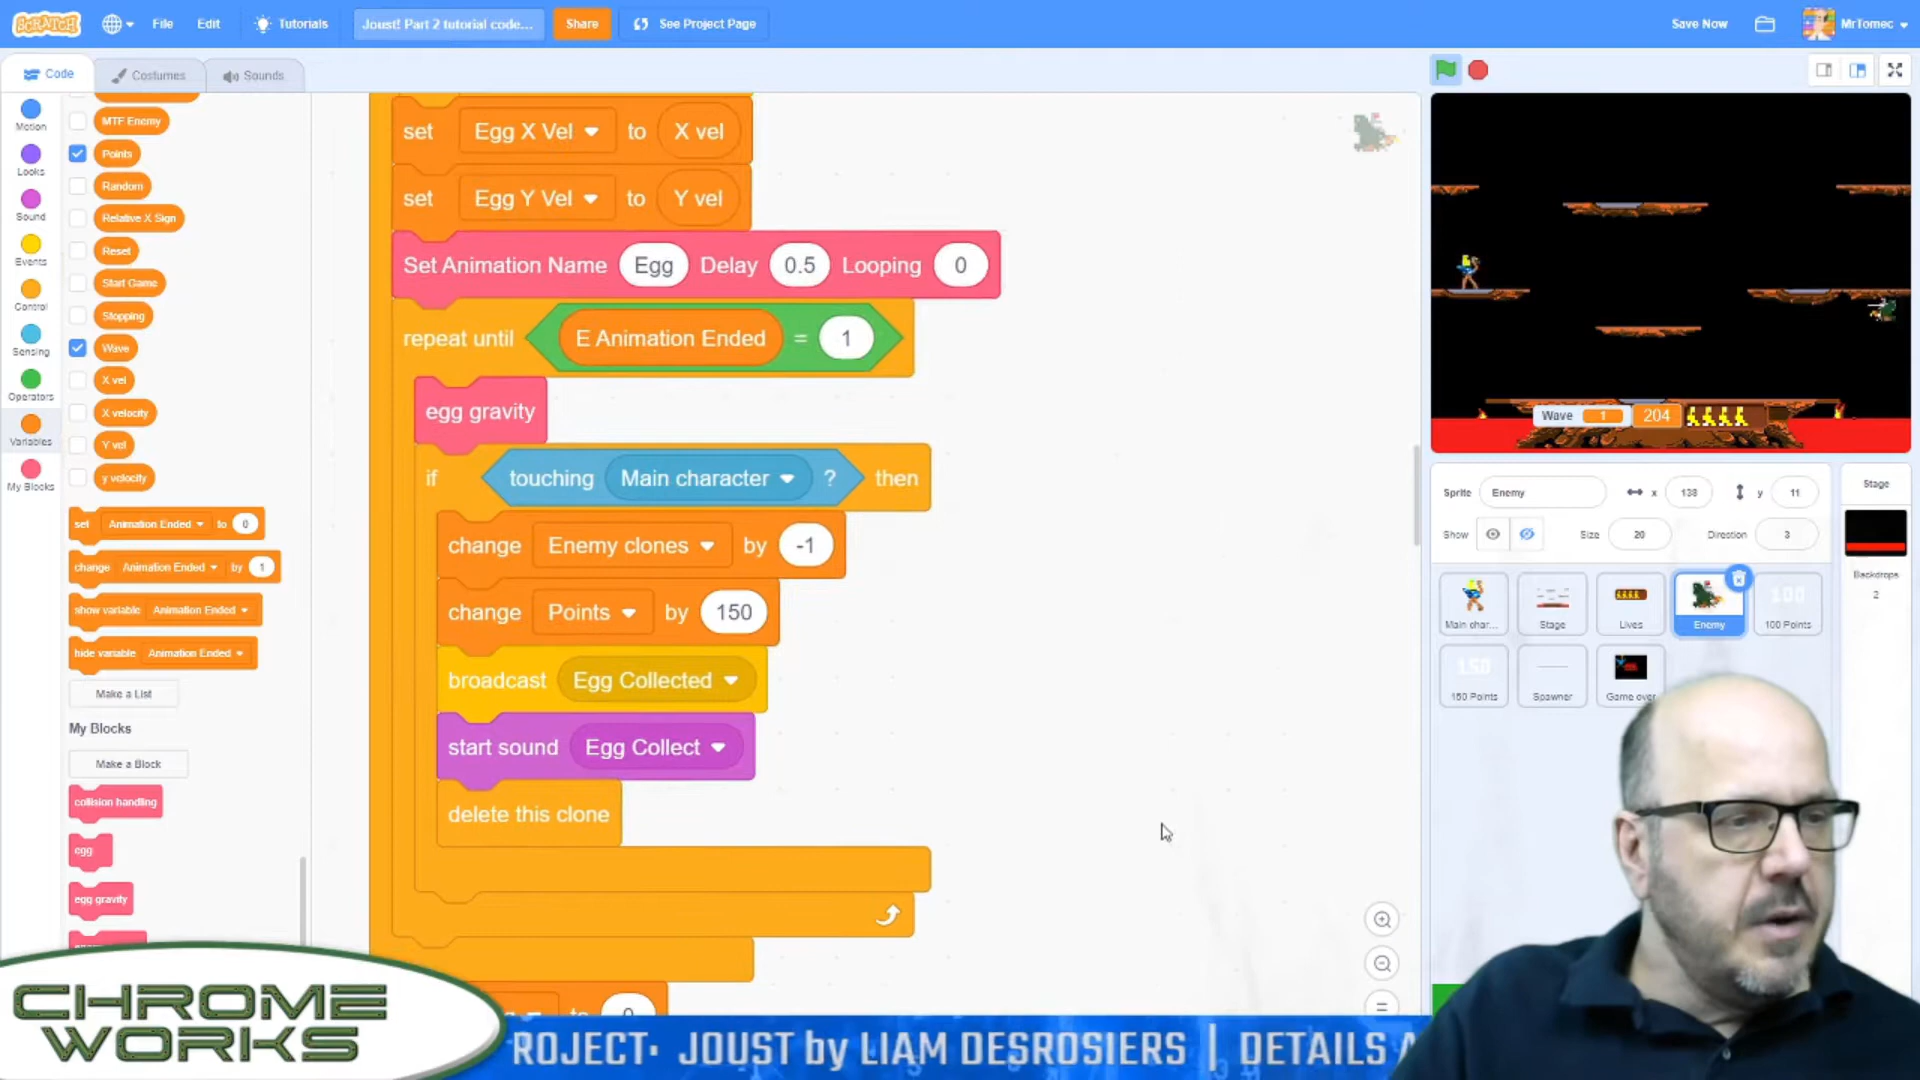 SCRATCH
File
Edit
Tutorials
Joust! Part 2 tutorial code...
Share
See Project Page
Save Now
MrTomec
Code
Costumes
Sounds
Motion
Looks
Sound
Events
Control
Sensing
Operators
Variables
My Blocks
MTF Enemy
Points
Random
Relative X Sign
Reset
Start Game
Stopping
Wave
X vel
X velocity
Y vel
y velocity
set Animation Ended to 0
change Animation Ended by 1
show variable Animation Ended
hide variable Animation Ended
Make a List
My Blocks
Make a Block
collision handling
egg
egg gravity
set Egg X Vel to X vel
set Egg Y Vel to Y vel
Set Animation Name Egg Delay 0.5 Looping 0
repeat until E Animation Ended = 1
egg gravity
if touching Main character ? then
change Enemy clones by -1
change Points by 150
broadcast Egg Collected
start sound Egg Collect
delete this clone
Wave 1 204
Sprite Enemy x 138 y 11
Show Size 20 Direction 3
Stage
Backdrops
2
Main char...
Stage
Lives
Enemy
100
100 Points
150
150 Points
Spawner
Game over
CHROME
WORKS
ROJECT: JOUST by LIAM DESROSIERS | DETAILS A